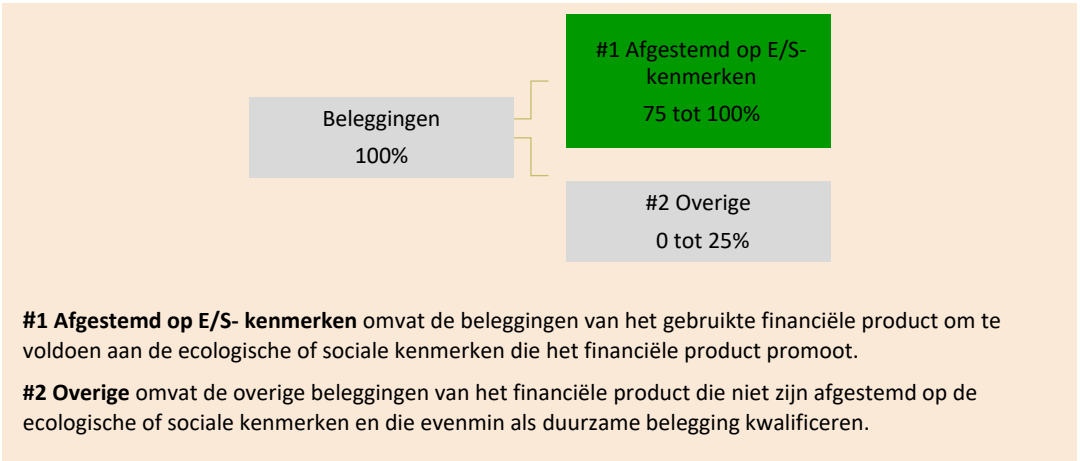 #1 Afgestemd op E/S-
kenmerken
75 tot 100%
Beleggingen
100%
#2 Overige
0 tot 25%
#1 Afgestemd op E/S- kenmerken omvat de beleggingen van het gebruikte financiële product om te
voldoen aan de ecologische of sociale kenmerken die het financiële product promoot.
#2 Overige omvat de overige beleggingen van het financiële product die niet zijn afgestemd op de
ecologische of sociale kenmerken en die evenmin als duurzame belegging kwalificeren.